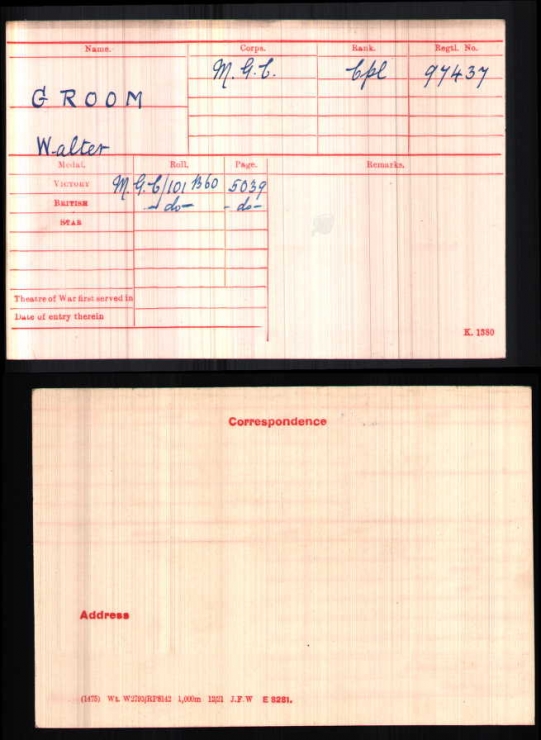 Name. Corps. Rank. Regtl. No.
M.G.C. Cpl 97437
GROOM
Walter
Medal. Roll. Page. Remarks.
VICTORY M.G.C/101 B60 5039
BRITISH -do- -do-
STAR
Theatre of War first served in
Date of entry therein
K. 1380
Correspondence
Address
(1475) Wt. W2793/RP8142 1,000m 12/21 J.F.W E 9281.